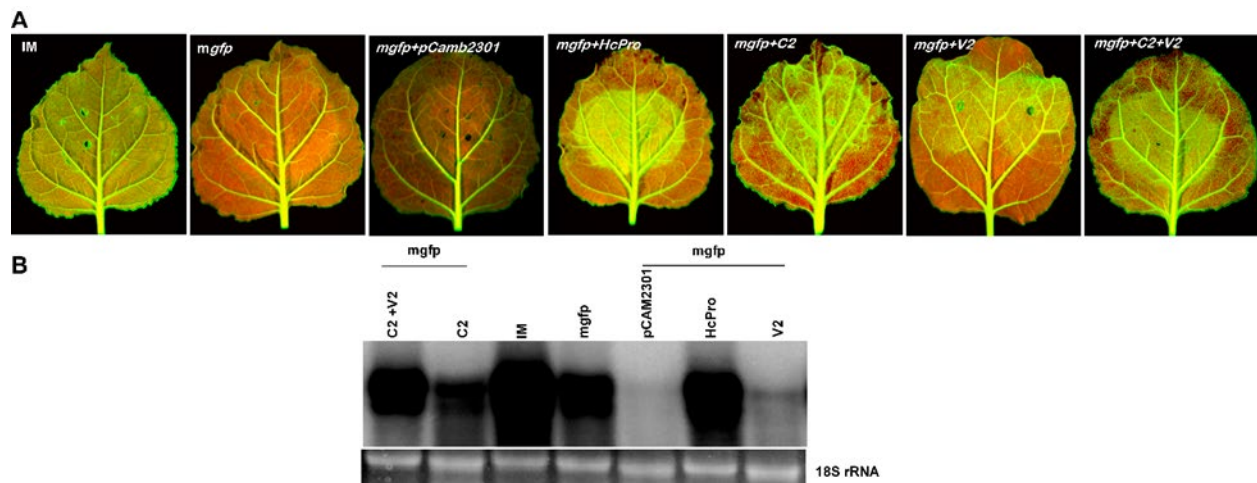 A
IM
mgfp
mgfp+pCamb2301
mgfp+HcPro
mgfp+C2
mgfp+V2
mgfp+C2+V2
B
mgfp
mgfp
C2 +V2
C2
IM
mgfp
pCAM2301
HcPro
V2
18S rRNA